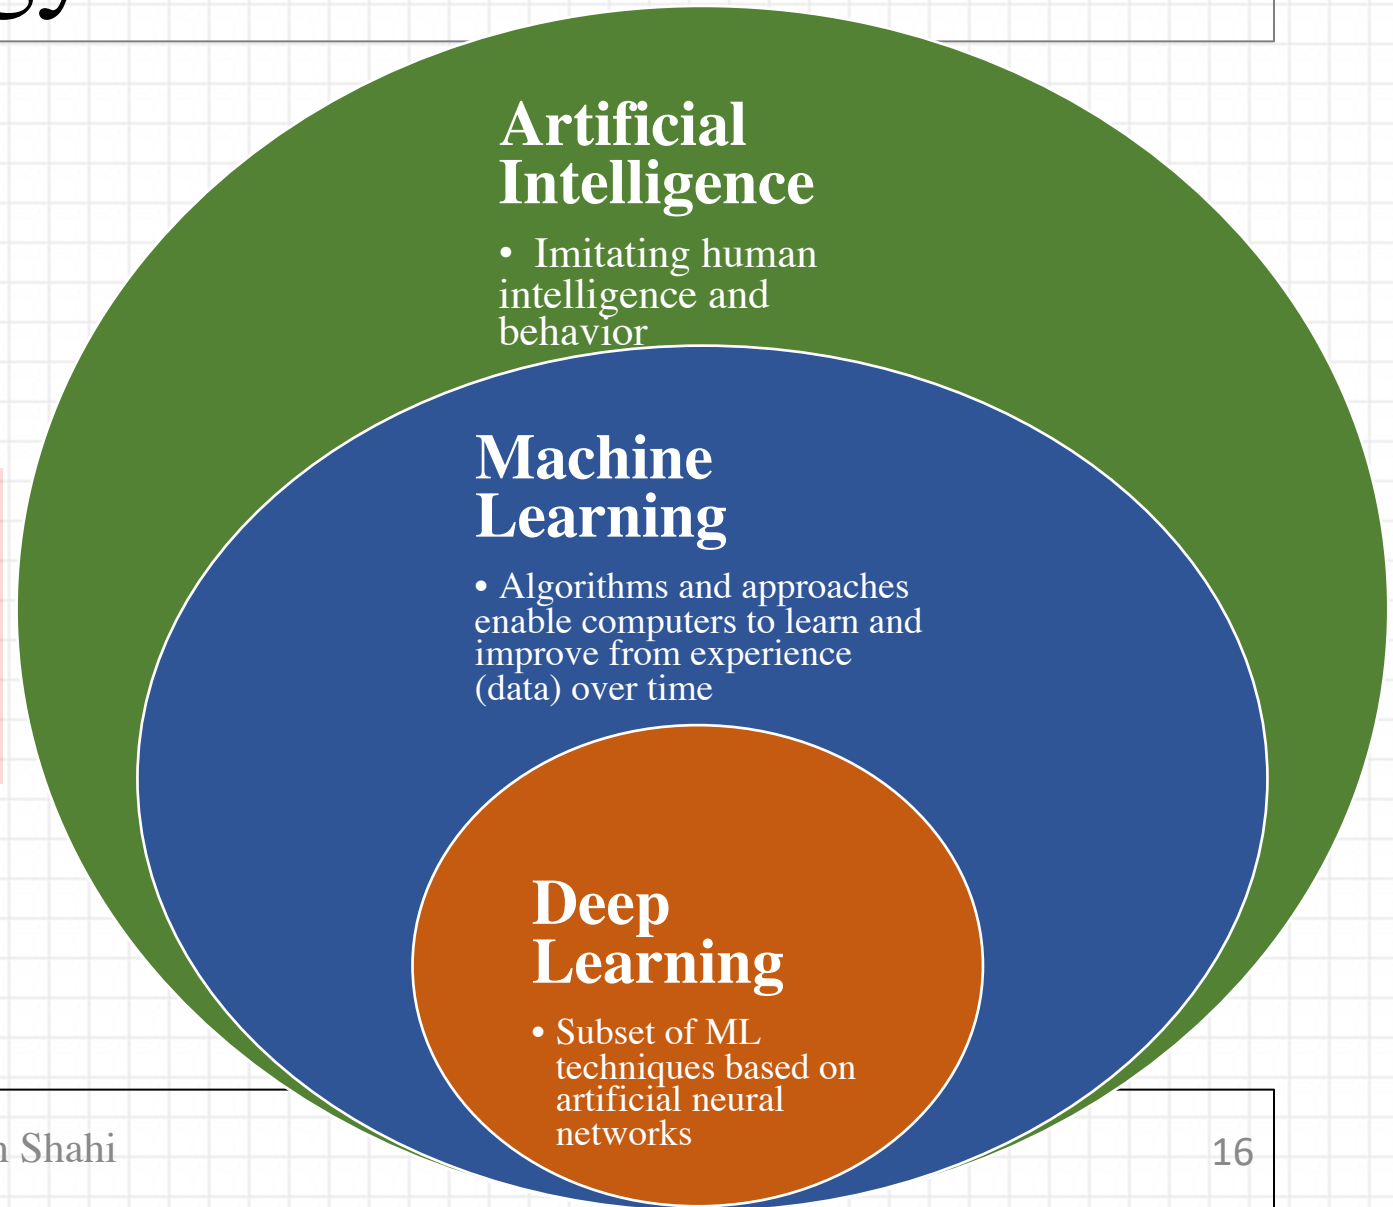 Artificial
Intelligence
• Imitating human
intelligence and
behavior
Machine
Learning
• Algorithms and approaches
enable computers to learn and
improve from experience
(data) over time
Deep
Learning
• Subset of ML
techniques based on
artificial neural
networks
Shahi
16